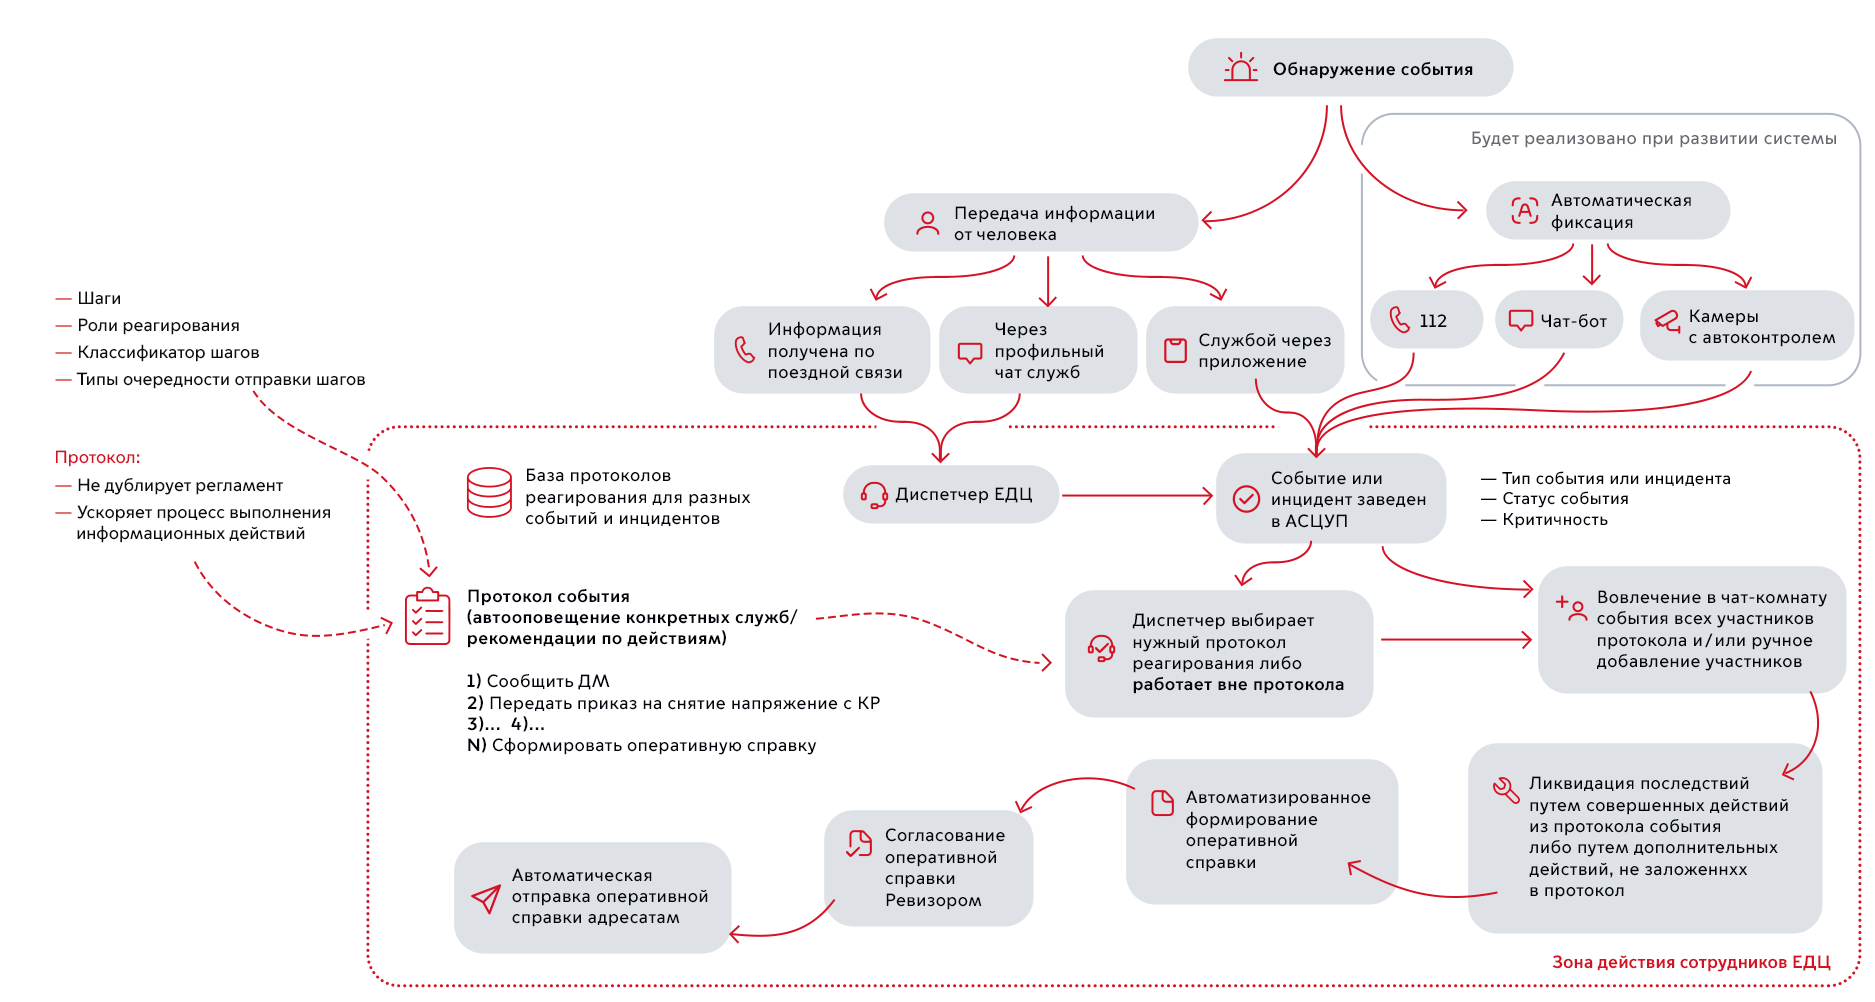 Обнаружение события
Будет реализовано при развитии системы
Передача информации
от человека
Автоматическая
фиксация
Информация
получена по
поездной связи
Через
профильный
чат служб
Службой через
приложение
112
Чат-бот
Камеры
с автоконтролем
— Шаги
— Роли реагирования
— Классификатор шагов
— Типы очередности отправки шагов
Протокол:
— Не дублирует регламент
— Ускоряет процесс выполнения
информационных действий
База протоколов
реагирования для разных
событий и инцидентов
Диспетчер ЕДЦ
Событие или
инцидент заведен
в АСЦУП
— Тип события или инцидента
— Статус события
— Критичность
Протокол события
(автооповещение конкретных служб/
рекомендации по действиям)
1) Сообщить ДМ
2) Передать приказ на снятие напряжение с КР
3)... 4)...
N) Сформировать оперативную справку
Диспетчер выбирает
нужный протокол
реагирования либо
работает вне протокола
Вовлечение в чат-комнату
события всех участников
протокола и/или ручное
добавление участников
Ликвидация последствий
путем совершенных действий
из протокола события
либо путем дополнительных
действий, не заложеннхх
в протокол
Автоматизированное
формирование
оперативной
справки
Согласование
оперативной
справки
Ревизором
Автоматическая
отправка оперативной
справки адресатам
Зона действия сотрудников ЕДЦ